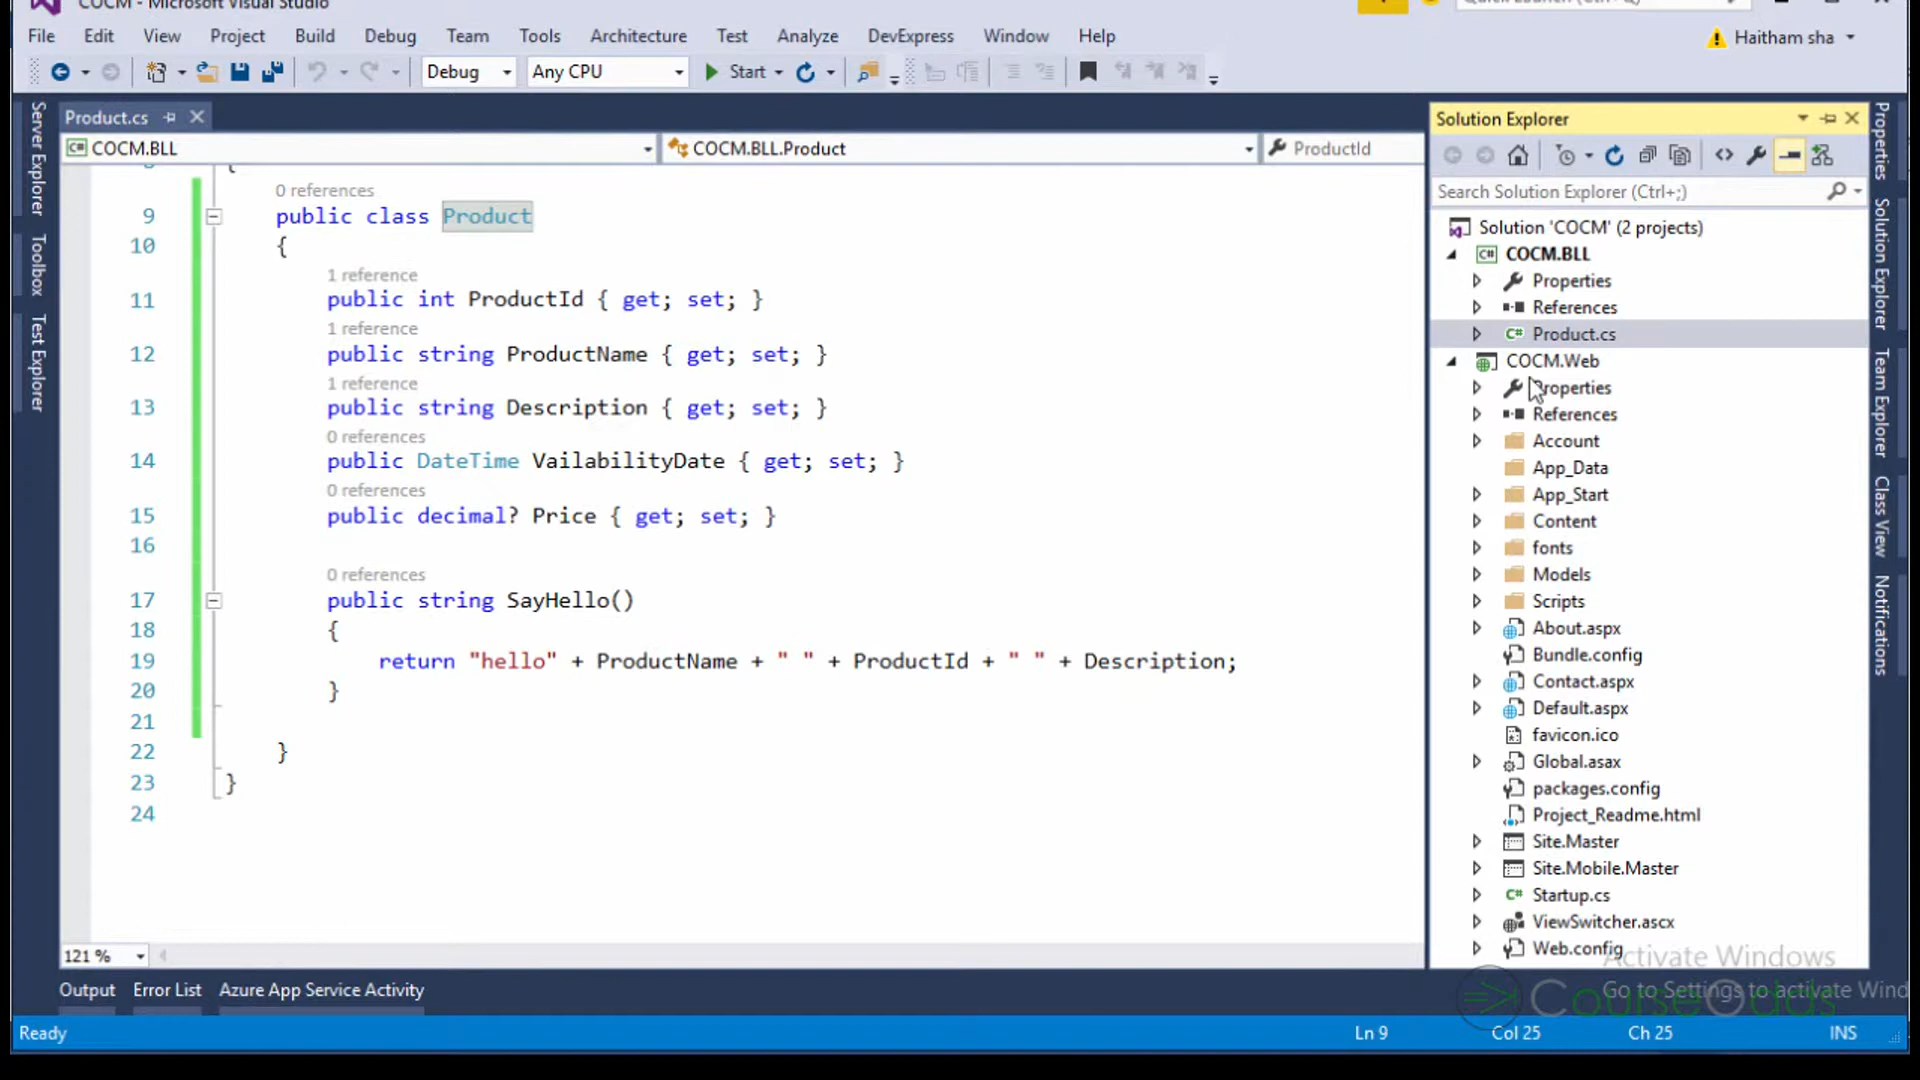 COCM - Microsoft Visual Studio
Quick Launch (Ctrl+Q)
File Edit View Project Build Debug Team Tools Architecture Test Analyze DevExpress Window Help
Haitham sha
Debug Any CPU Start
Server Explorer
Toolbox
Test Explorer
Product.cs
COCM.BLL COCM.BLL.Product ProductId
{
0 references
9 public class Product
10 {
1 reference
11 public int ProductId { get; set; }
1 reference
12 public string ProductName { get; set; }
1 reference
13 public string Description { get; set; }
0 references
14 public DateTime VailabilityDate { get; set; }
0 references
15 public decimal? Price { get; set; }
16
0 references
17 public string SayHello()
18 {
19 return "hello" + ProductName + " " + ProductId + " " + Description;
20 }
21
22 }
23 }
24
121 %
Solution Explorer
Search Solution Explorer (Ctrl+;)
Solution 'COCM' (2 projects)
COCM.BLL
Properties
References
Product.cs
COCM.Web
Properties
References
Account
App_Data
App_Start
Content
fonts
Models
Scripts
About.aspx
Bundle.config
Contact.aspx
Default.aspx
favicon.ico
Global.asax
packages.config
Project_Readme.html
Site.Master
Site.Mobile.Master
Startup.cs
ViewSwitcher.ascx
Web.config
Properties
Solution Explorer
Team Explorer
Class View
Notifications
Activate Windows
Go to Settings to activate Wind
CourseOdds
Output Error List Azure App Service Activity
Ready Ln 9 Col 25 Ch 25 INS